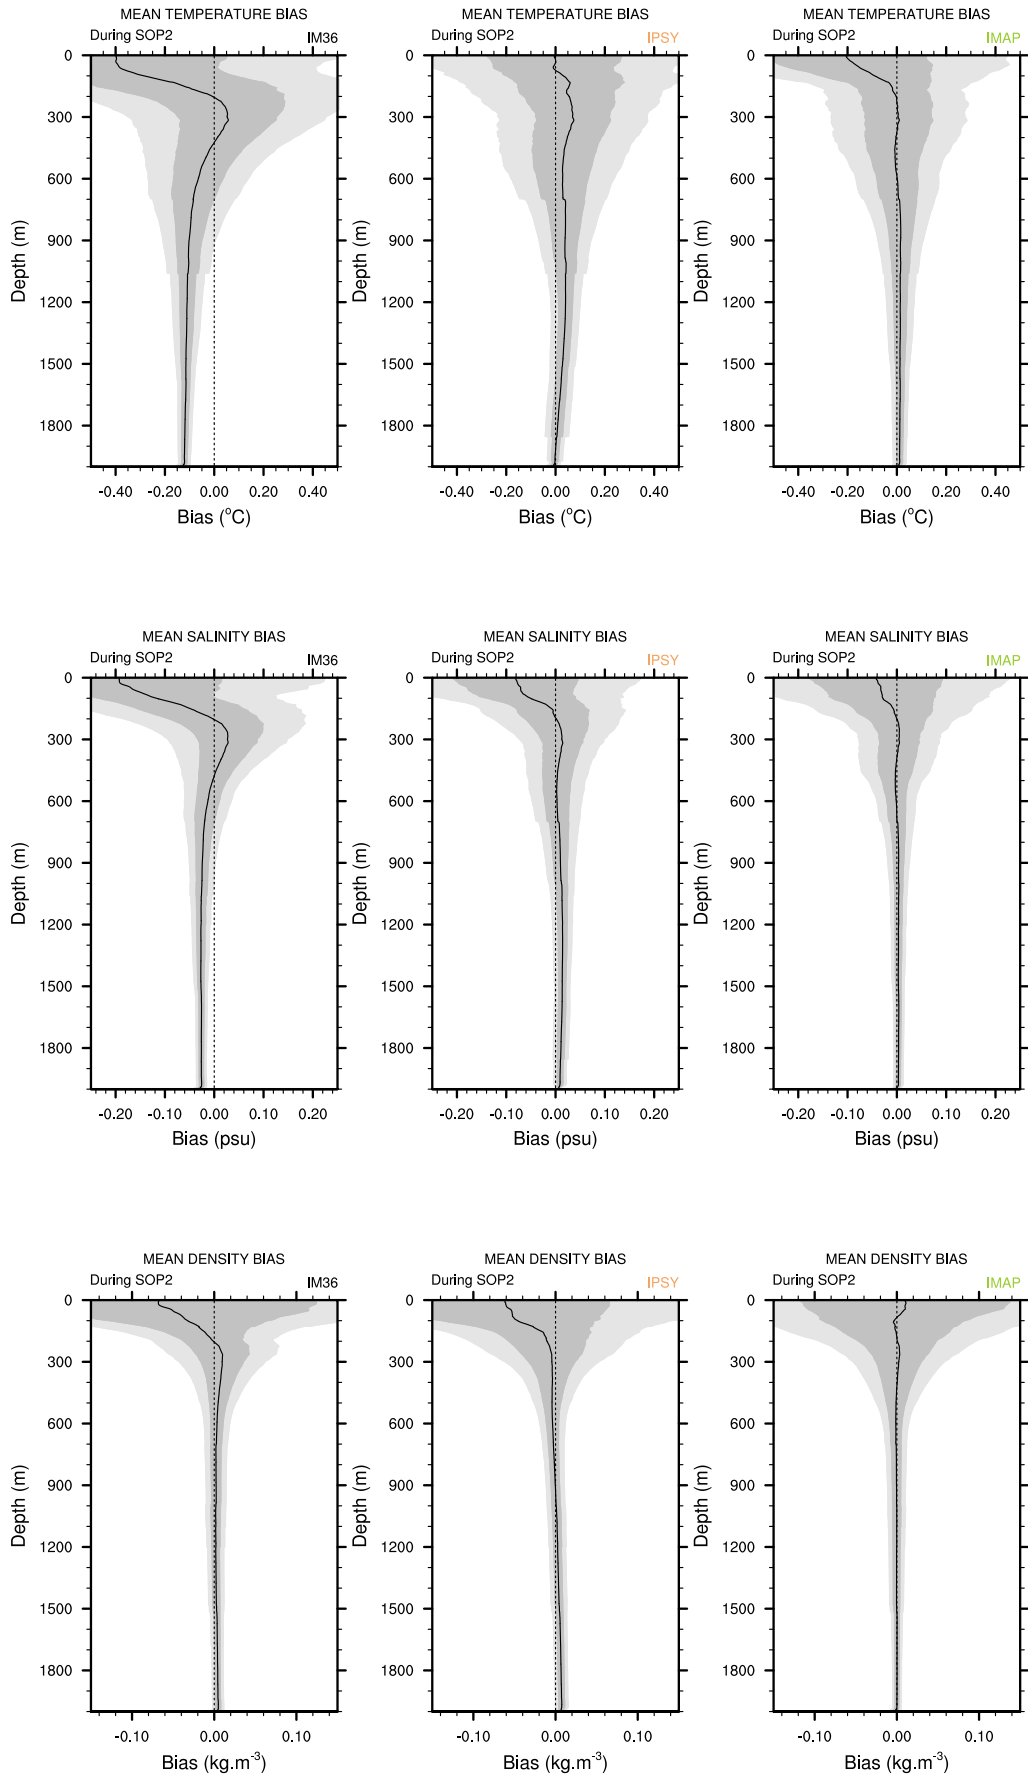 MEAN TEMPERATURE BIAS
During SOP2 IM36
0
300
600
900
1200
1500
1800
Depth (m)
-0.40 -0.20 0.00 0.20 0.40
Bias (°C)
MEAN TEMPERATURE BIAS
During SOP2 IPSY
0
300
600
900
1200
1500
1800
Depth (m)
-0.40 -0.20 0.00 0.20 0.40
Bias (°C)
MEAN TEMPERATURE BIAS
During SOP2 IMAP
0
300
600
900
1200
1500
1800
Depth (m)
-0.40 -0.20 0.00 0.20 0.40
Bias (°C)
MEAN SALINITY BIAS
During SOP2 IM36
0
300
600
900
1200
1500
1800
Depth (m)
-0.20 -0.10 0.00 0.10 0.20
Bias (psu)
MEAN SALINITY BIAS
During SOP2 IPSY
0
300
600
900
1200
1500
1800
Depth (m)
-0.20 -0.10 0.00 0.10 0.20
Bias (psu)
MEAN SALINITY BIAS
During SOP2 IMAP
0
300
600
900
1200
1500
1800
Depth (m)
-0.20 -0.10 0.00 0.10 0.20
Bias (psu)
MEAN DENSITY BIAS
During SOP2 IM36
0
300
600
900
1200
1500
1800
Depth (m)
-0.10 0.00 0.10
Bias (kg.m⁻³)
MEAN DENSITY BIAS
During SOP2 IPSY
0
300
600
900
1200
1500
1800
Depth (m)
-0.10 0.00 0.10
Bias (kg.m⁻³)
MEAN DENSITY BIAS
During SOP2 IMAP
0
300
600
900
1200
1500
1800
Depth (m)
-0.10 0.00 0.10
Bias (kg.m⁻³)